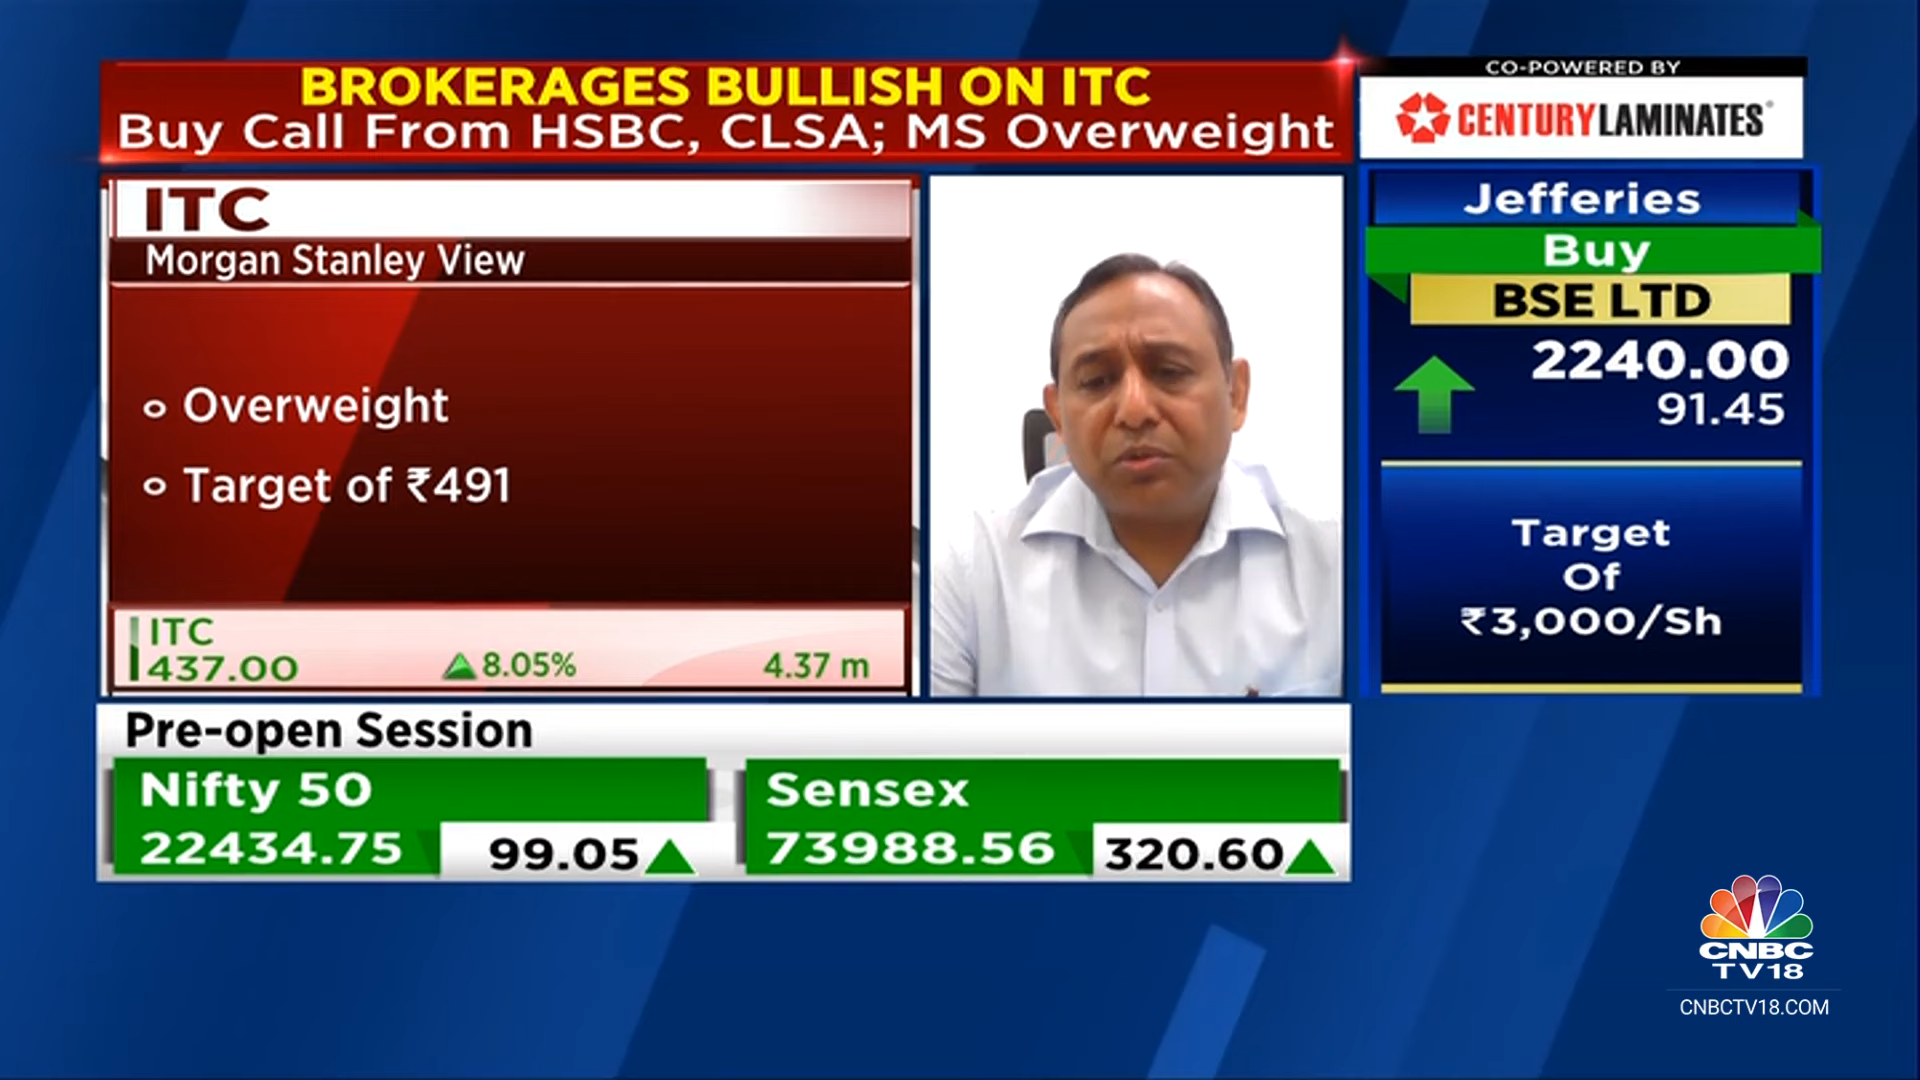 BROKERAGES BULLISH ON ITC
Buy Call From HSBC, CLSA; MS Overweight
CO-POWERED BY
CENTURYLAMINATES®
ITC
Morgan Stanley View
Overweight
Target of ₹491
ITC
437.00 8.05% 4.37 m
Jefferies
Buy
BSE LTD
2240.00
91.45
Target
Of
₹3,000/Sh
Pre-open Session
Nifty 50
22434.75 99.05
Sensex
73988.56 320.60
CNBC
TV18
CNBCTV18.COM